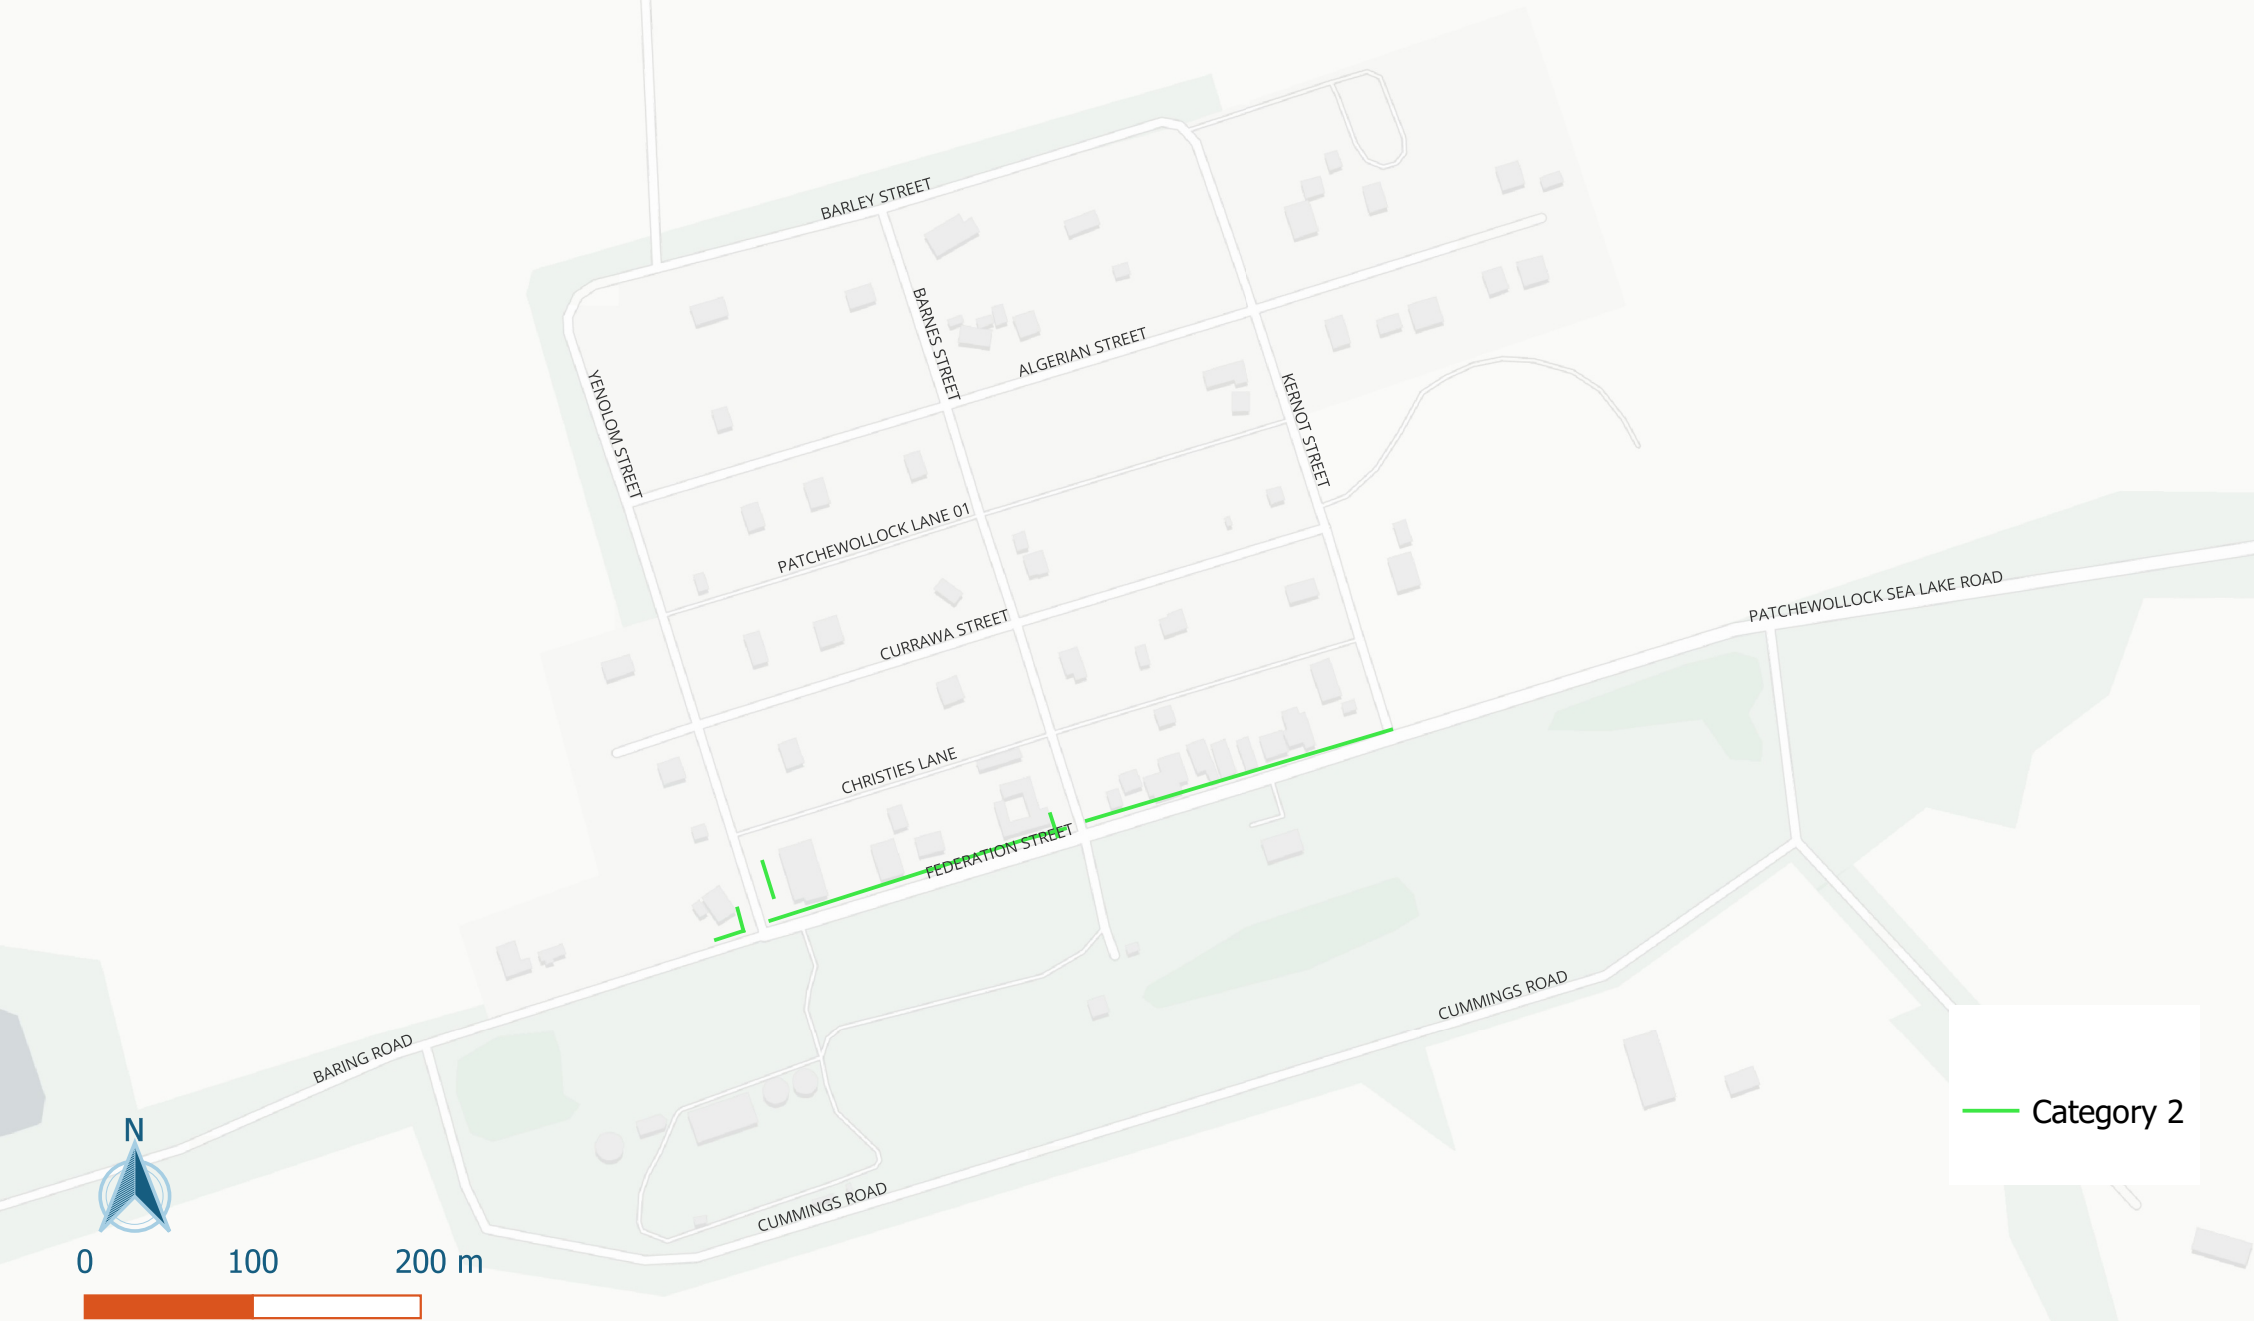 BARLEY STREET
BARNES STREET
ALGERIAN STREET
YENOLOM STREET
KERNOT STREET
PATCHEWOLLOCK LANE 01
PATCHEWOLLOCK SEA LAKE ROAD
CURRAWA STREET
CHRISTIES LANE
FEDERATION STREET
CUMMINGS ROAD
BARING ROAD
Category 2
N
CUMMINGS ROAD
0 100 200 m